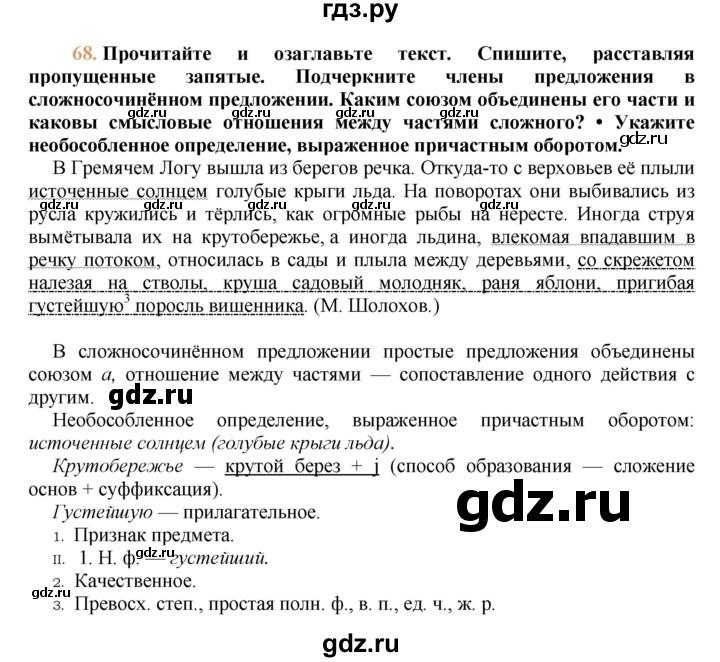 гдз.ру
68. Прочитайте и озаглавьте текст. Спишите, расставляя
пропущенные запятые. Подчеркните члены предложения в
сложносочинённом предложении. Каким союзом объединены его части и
каковы смысловые отношения между частями сложного? • Укажите
необособленное определение, выраженное причастным оборотом.
В Гремячем Логу вышла из берегов речка. Откуда-то с верховьев её плыли
источенные солнцем голубые крыги льда. На поворотах они выбивались из
русла кружились и тёрлись, как огромные рыбы на нересте. Иногда струя
вымётывала их на крутобережье, а иногда льдина, влекомая впадавшим в
речку потоком, относилась в сады и плыла между деревьями, со скрежетом
налезая на стволы, круша садовый молодняк, раня яблони, пригибая
густейшую3 поросль вишенника. (М. Шолохов.)
В сложносочинённом предложении простые предложения объединены
союзом а, отношение между частями — сопоставление одного действия с
другим.
Необособленное определение, выраженное причастным оборотом:
источенные солнцем (голубые крыги льда).
Крутобережье — крутой берез + j (способ образования — сложение
основ + суффиксация).
Густейшую — прилагательное.
1. Признак предмета.
II. 1. Н. ф. — густейший.
2. Качественное.
3. Превосх. степ., простая полн. ф., в. п., ед. ч., ж. р.
gdz.ru